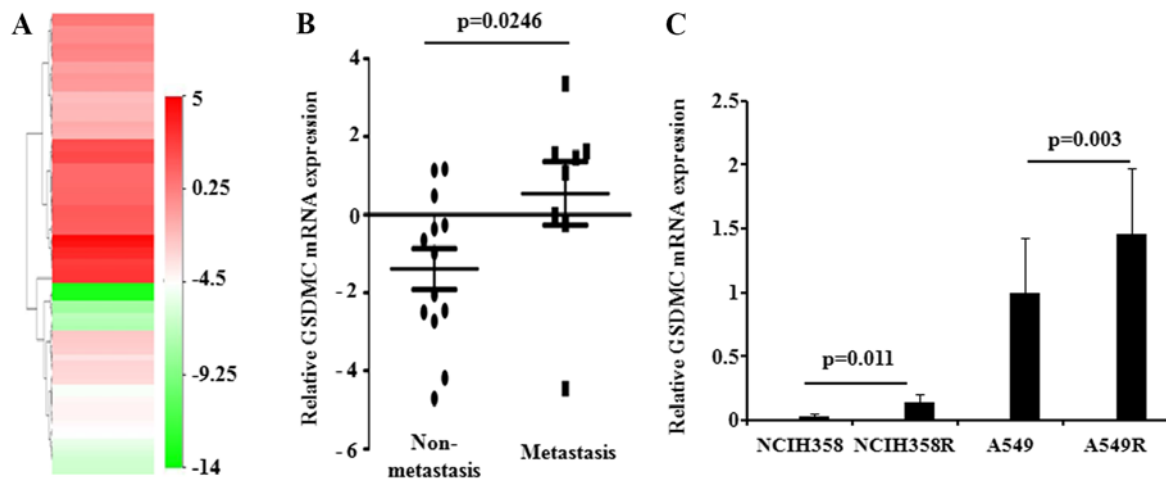 A
5
0.25
-4.5
-9.25
-14
B
p=0.0246
Relative GSDMC mRNA expression
4
2
0
-2
-4
-6
Non-
metastasis
Metastasis
C
Relative GSDMC mRNA expression
2.5
2
1.5
1
0.5
0
p=0.011
p=0.003
NCIH358
NCIH358R
A549
A549R